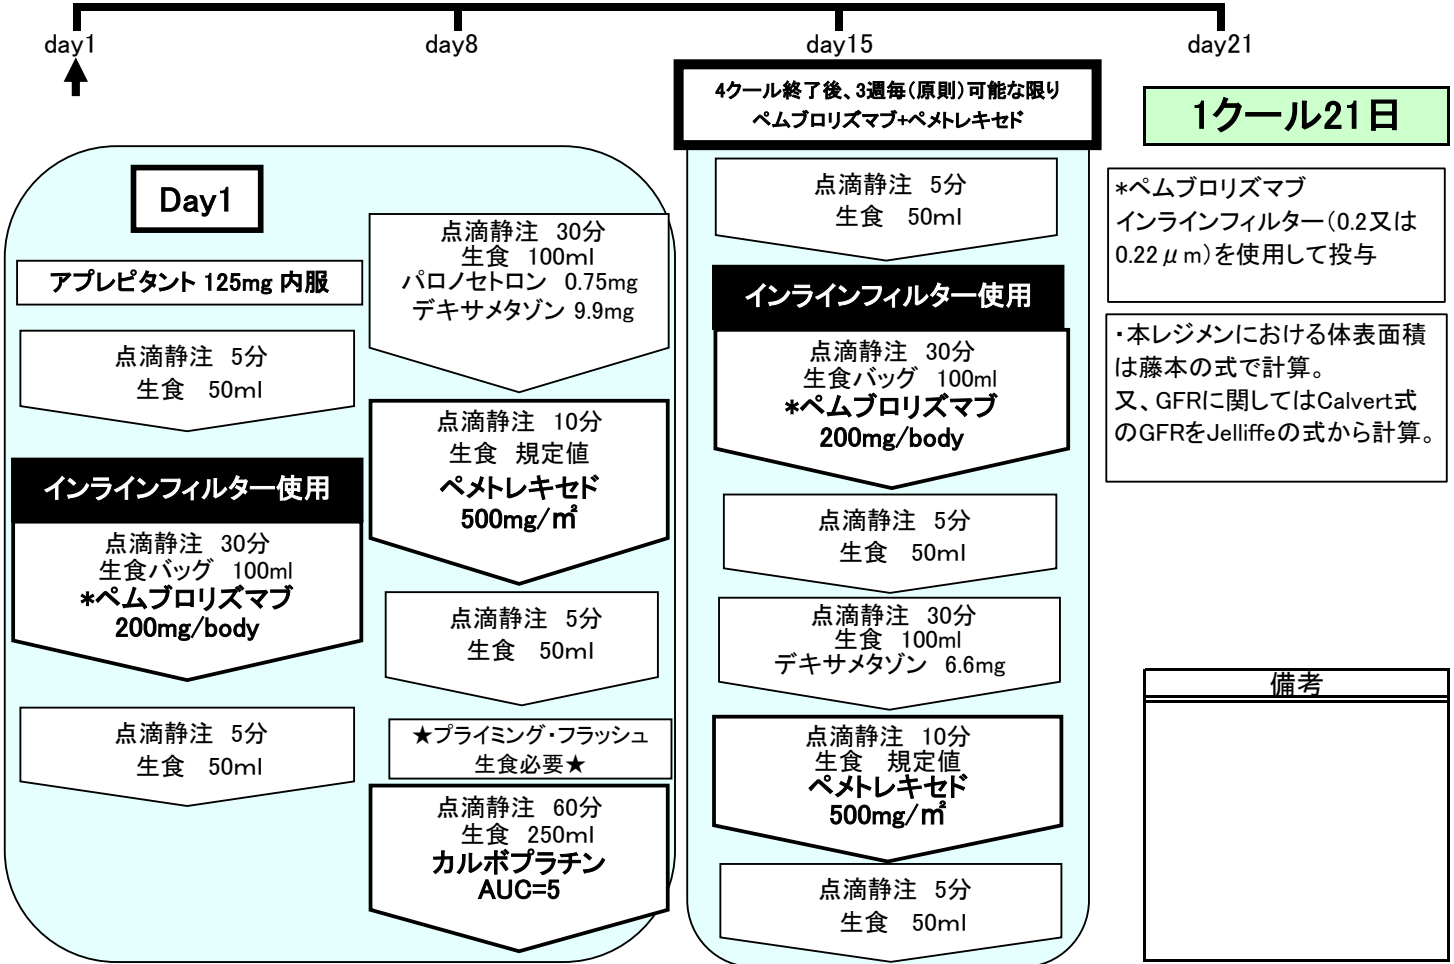 day1
day8
day15
day21
Day1
アプレピタント 125mg 内服
点滴静注 5分
生食 50ml
インラインフィルター使用
点滴静注 30分
生食バッグ 100ml
*ペムブロリズマブ
200mg/body
点滴静注 5分
生食 50ml
点滴静注 30分
生食 100ml
パロノセトロン 0.75mg
デキサメタゾン 9.9mg
点滴静注 10分
生食 規定値
ペメトレキセド
500mg/㎡
点滴静注 5分
生食 50ml
★プライミング・フラッシュ
生食必要★
点滴静注 60分
生食 250ml
カルボプラチン
AUC=5
4クール終了後、3週毎(原則)可能な限り
ペムブロリズマブ+ペメトレキセド
点滴静注 5分
生食 50ml
インラインフィルター使用
点滴静注 30分
生食バッグ 100ml
*ペムブロリズマブ
200mg/body
点滴静注 5分
生食 50ml
点滴静注 30分
生食 100ml
デキサメタゾン 6.6mg
点滴静注 10分
生食 規定値
ペメトレキセド
500mg/㎡
点滴静注 5分
生食 50ml
1クール21日
*ペムブロリズマブ
インラインフィルター(0.2又は
0.22μm)を使用して投与
・本レジメンにおける体表面積
は藤本の式で計算。
又、GFRに関してはCalvert式
のGFRをJelliffeの式から計算。
備考